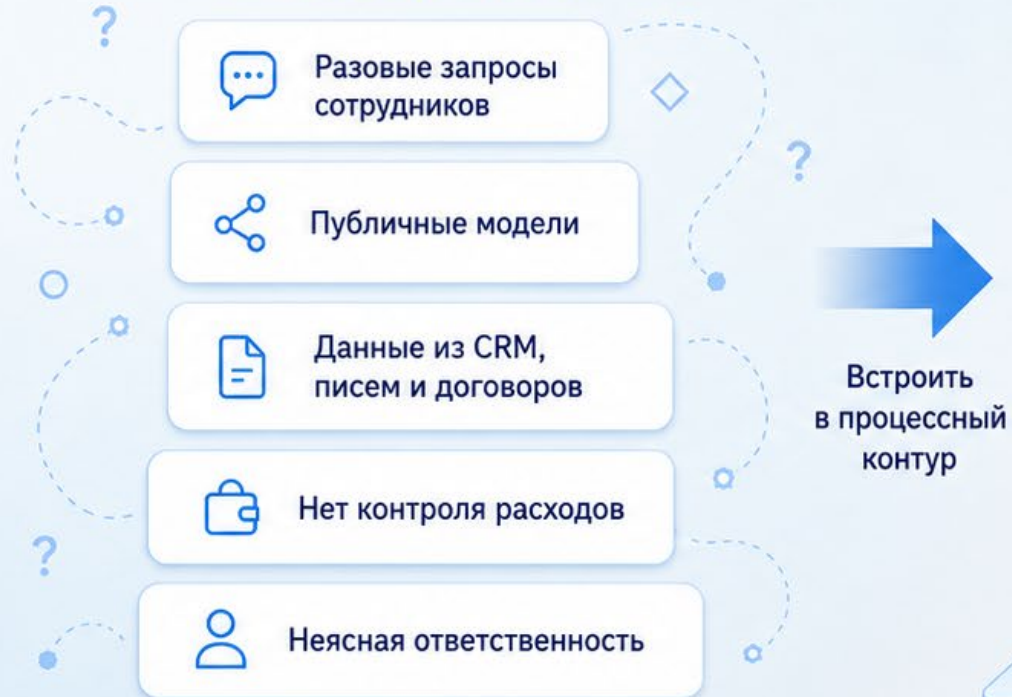 Разовые запросы
сотрудников
Публичные модели
Данные из CRM,
писем и договоров
Нет контроля расходов
Неясная ответственность
Встроить
в процессный
контур